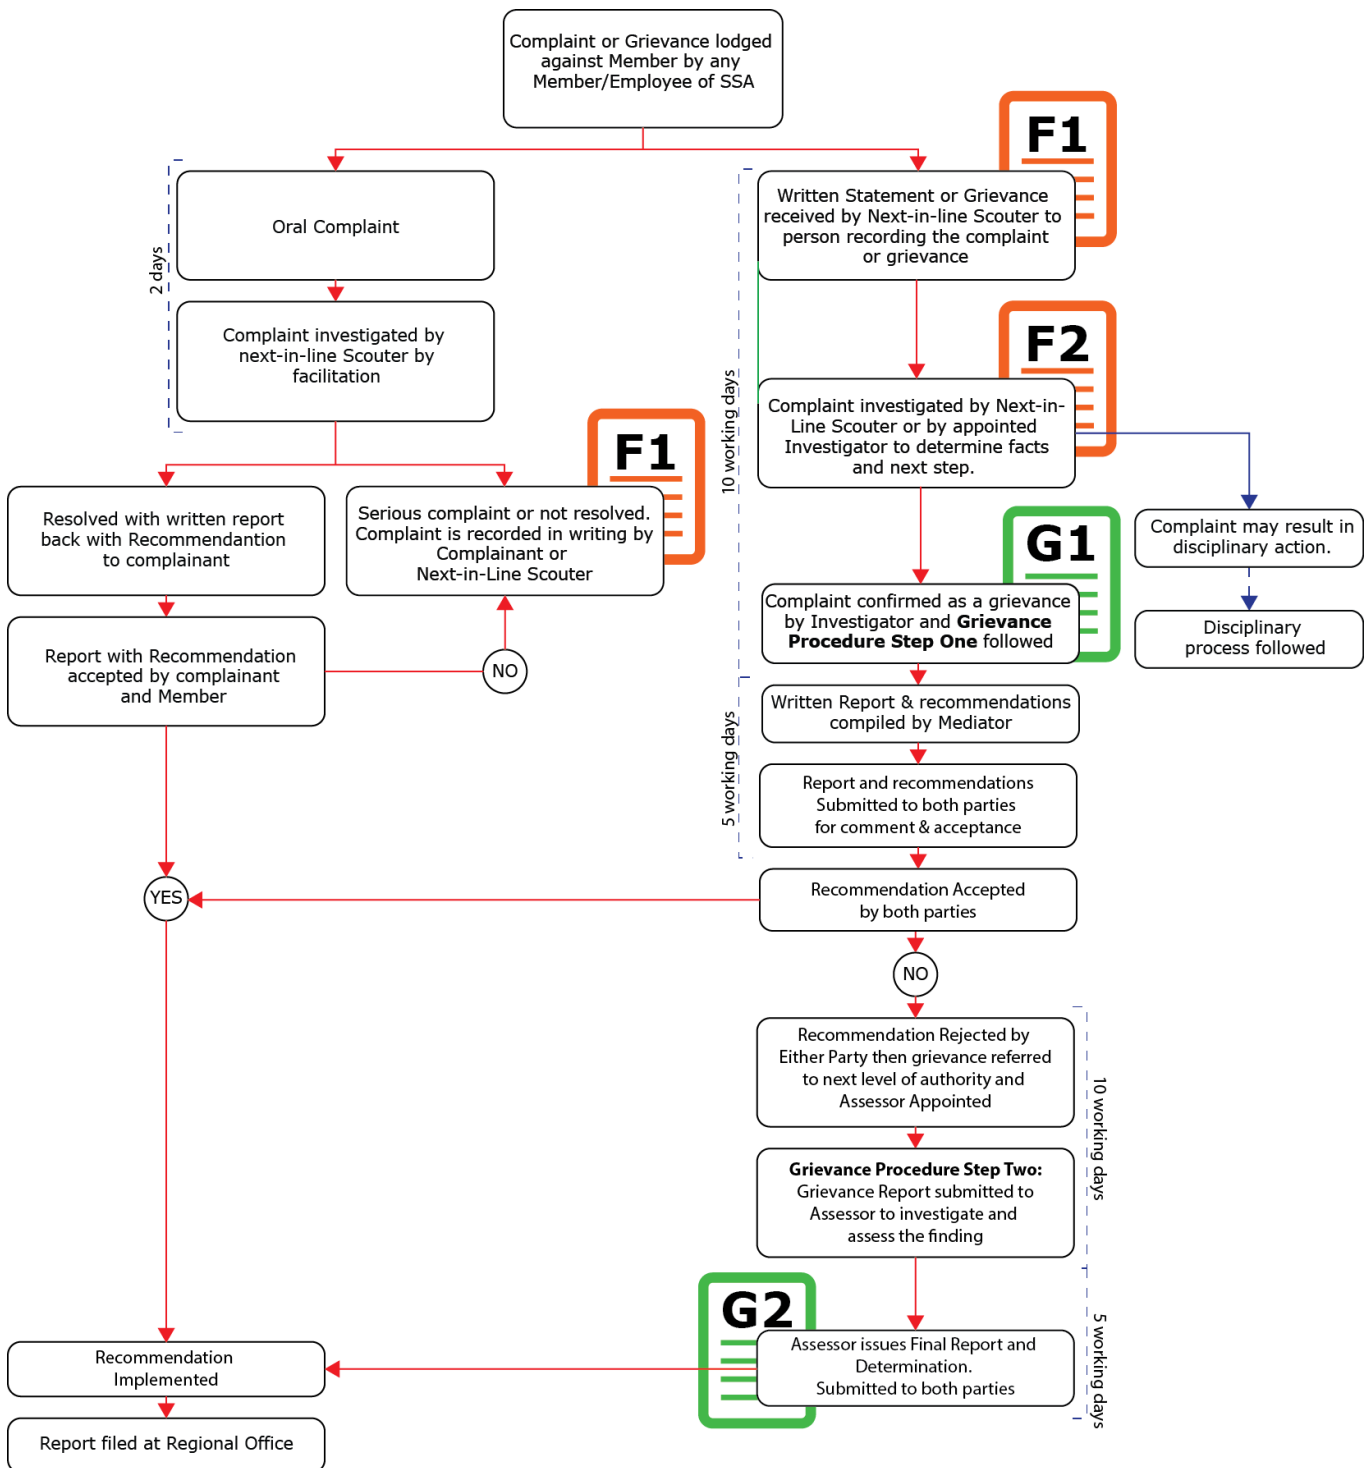 Complaint or Grievance lodged
against Member by any
Member/Employee of SSA
F1
Oral Complaint
2 days
Written Statement or Grievance
received by Next-in-line Scouter to
person recording the complaint
or grievance
Complaint investigated by
next-in-line Scouter by
facilitation
F2
10 working days
Complaint investigated by Next-in-
Line Scouter or by appointed
Investigator to determine facts
and next step.
F1
Resolved with written report
back with Recommendantion
to complainant
Serious complaint or not resolved.
Complaint is recorded in writing by
Complainant or
Next-in-Line Scouter
G1
Complaint may result in
disciplinary action.
Complaint confirmed as a grievance
by Investigator and Grievance
Procedure Step One followed
Disciplinary
process followed
Report with Recommendation
accepted by complainant
and Member
NO
Written Report & recommendations
compiled by Mediator
5 working days
Report and recommendations
Submitted to both parties
for comment & acceptance
YES
Recommendation Accepted
by both parties
NO
Recommendation Rejected by
Either Party then grievance referred
to next level of authority and
Assessor Appointed
10 working days
Grievance Procedure Step Two:
Grievance Report submitted to
Assessor to investigate and
assess the finding
G2
5 working days
Assessor issues Final Report and
Determination.
Submitted to both parties
Recommendation
Implemented
Report filed at Regional Office